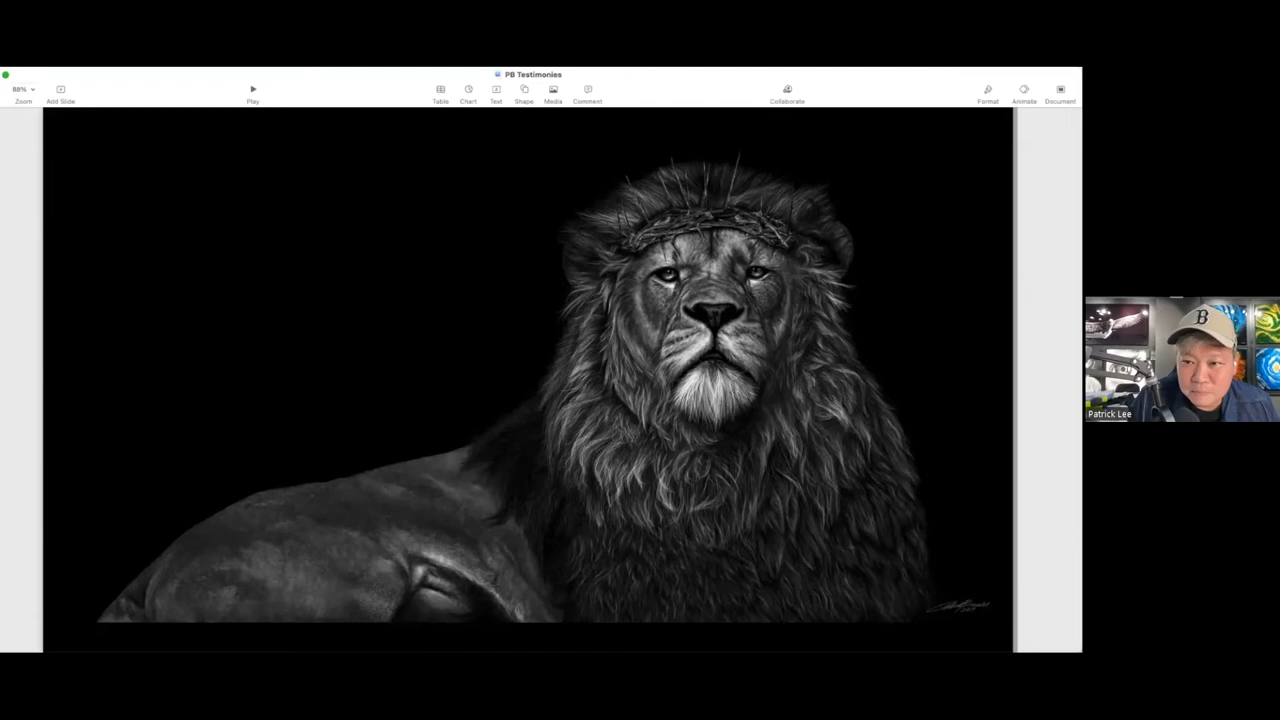 PB Testimonies
88%
Zoom
Add Slide
Play
Table
Chart
Text
Shape
Media
Comment
Collaborate
Format
Animate
Document
B
Patrick Lee